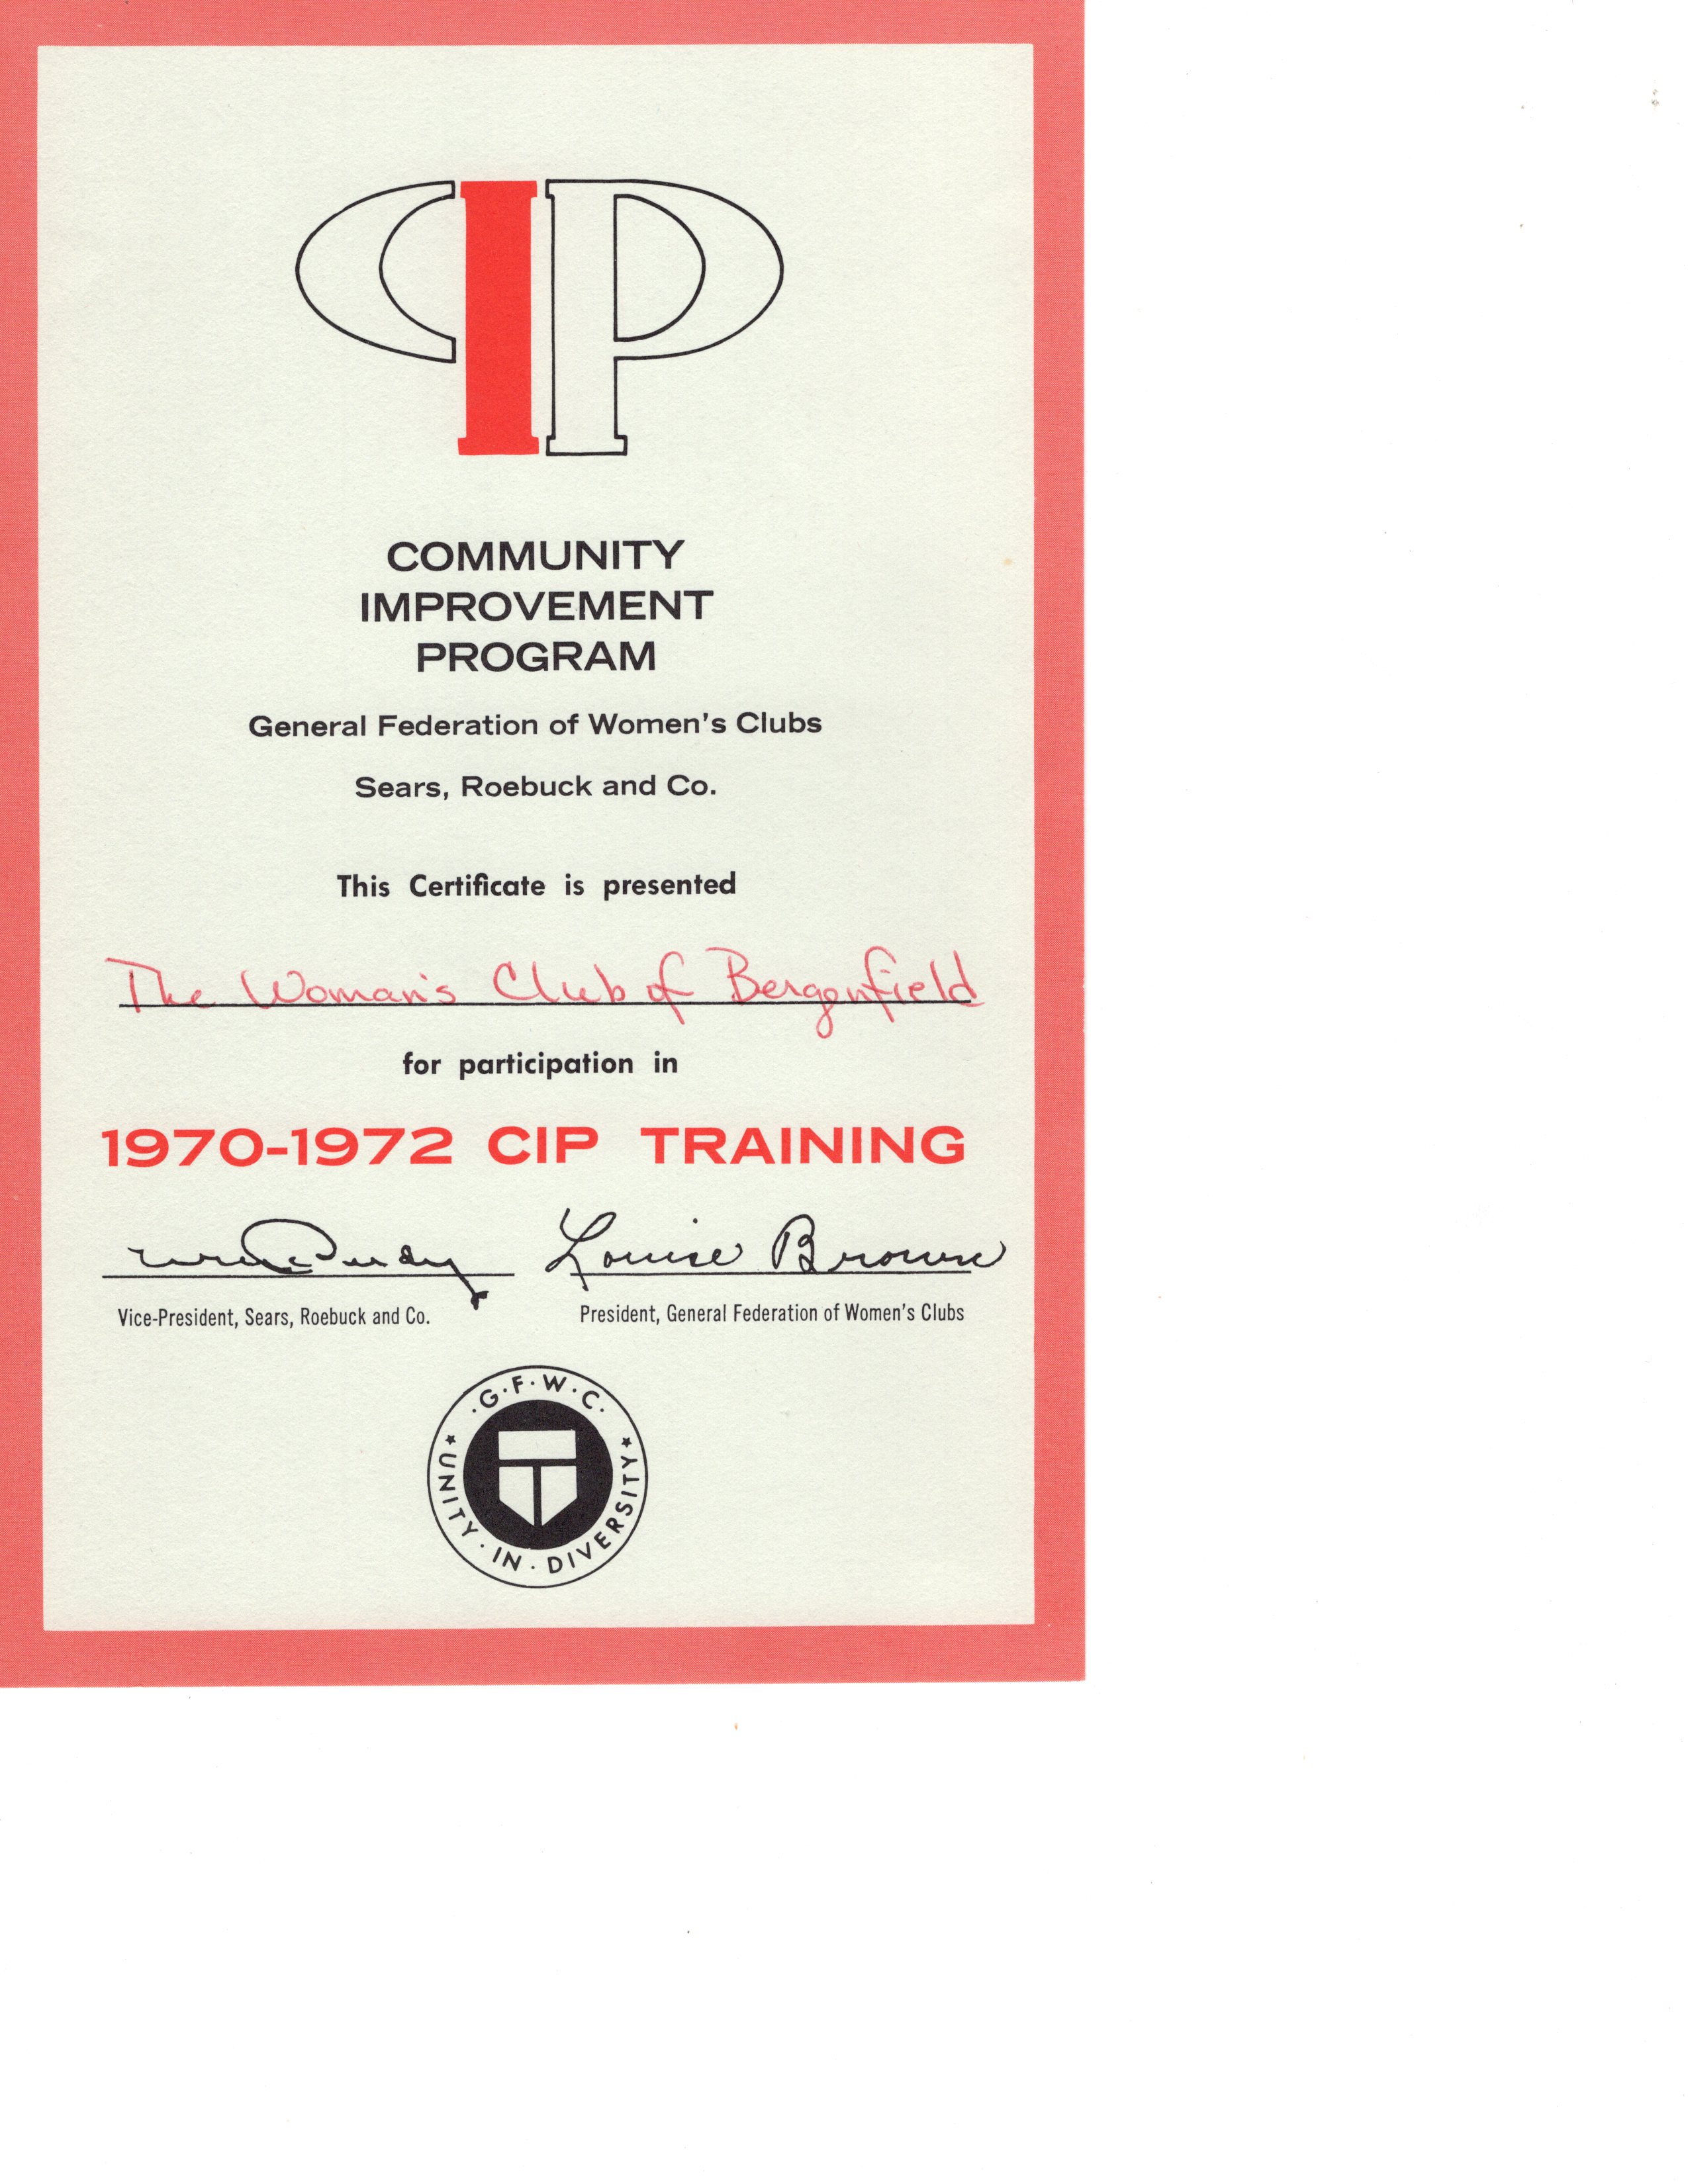 CIP
COMMUNITY
IMPROVEMENT
PROGRAM
General Federation of Women's Clubs
Sears, Roebuck and Co.
This Certificate is presented
The Woman's Club of Bergenfield
for participation in
1970-1972 CIP TRAINING
Louise Brown
Vice-President, Sears, Roebuck and Co. President, General Federation of Women's Clubs
·G·F·W·C·
★UNITY·IN·DIVERSITY★